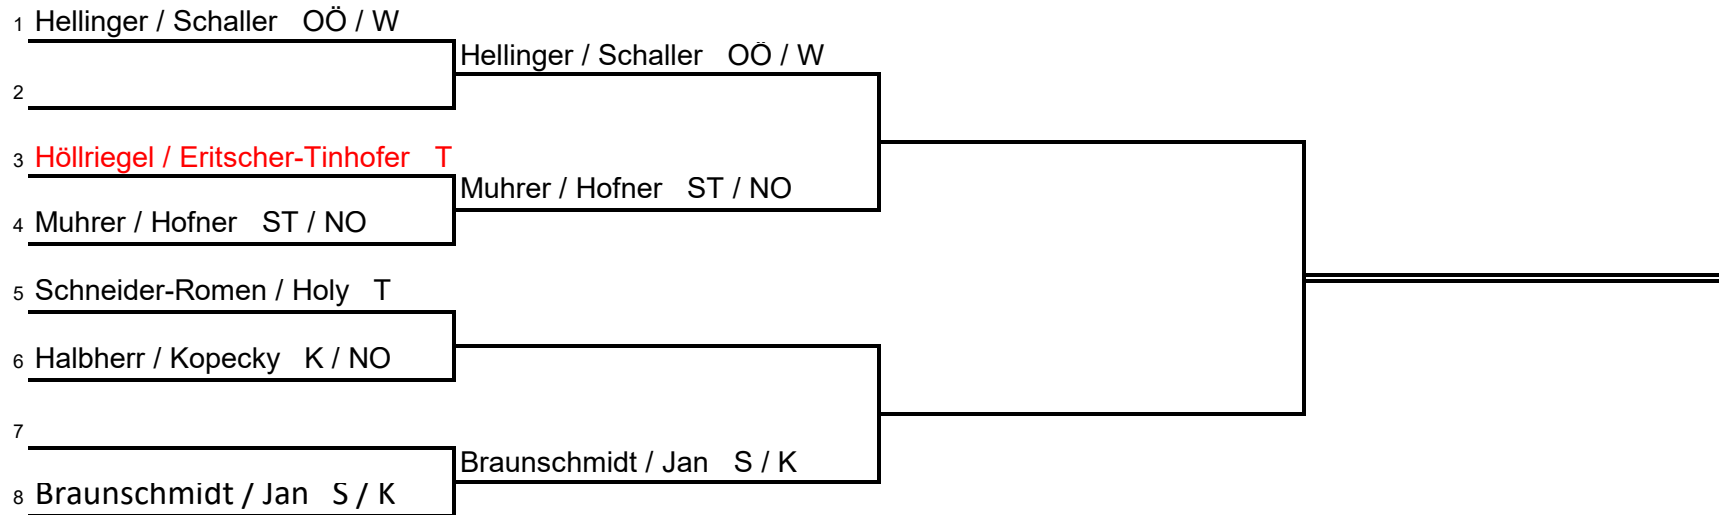 1 Hellinger / Schaller OÖ / W
Hellinger / Schaller OÖ / W
2
3 Höllriegel / Eritscher-Tinhofer T
Muhrer / Hofner ST / NO
4 Muhrer / Hofner ST / NO
5 Schneider-Romen / Holy T
6 Halbherr / Kopecky K / NO
7
Braunschmidt / Jan S / K
8 Braunschmidt / Jan S / K